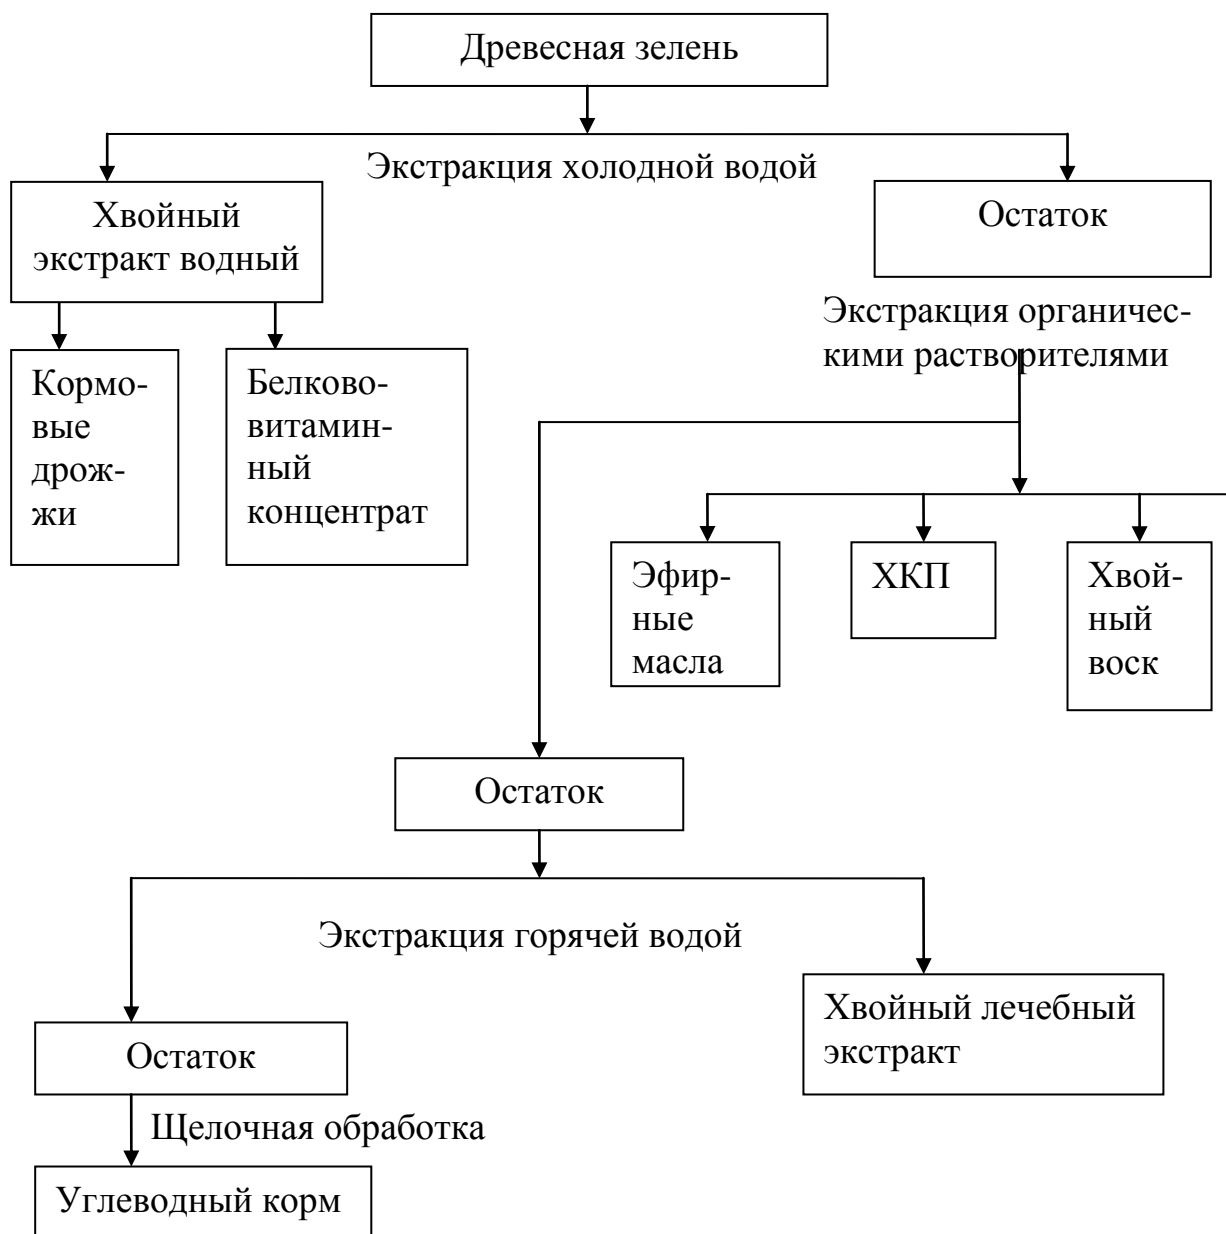 Древесная зелень
Экстракция холодной водой
Хвойный
экстракт водный
Остаток
Экстракция органичес-
кими растворителями
Кормо-
вые
дрож-
жи
Белково-
витамин-
ный
концентрат
Эфир-
ные
масла
ХКП
Хвой-
ный
воск
Остаток
Экстракция горячей водой
Хвойный лечебный
экстракт
Остаток
Щелочная обработка
Углеводный корм